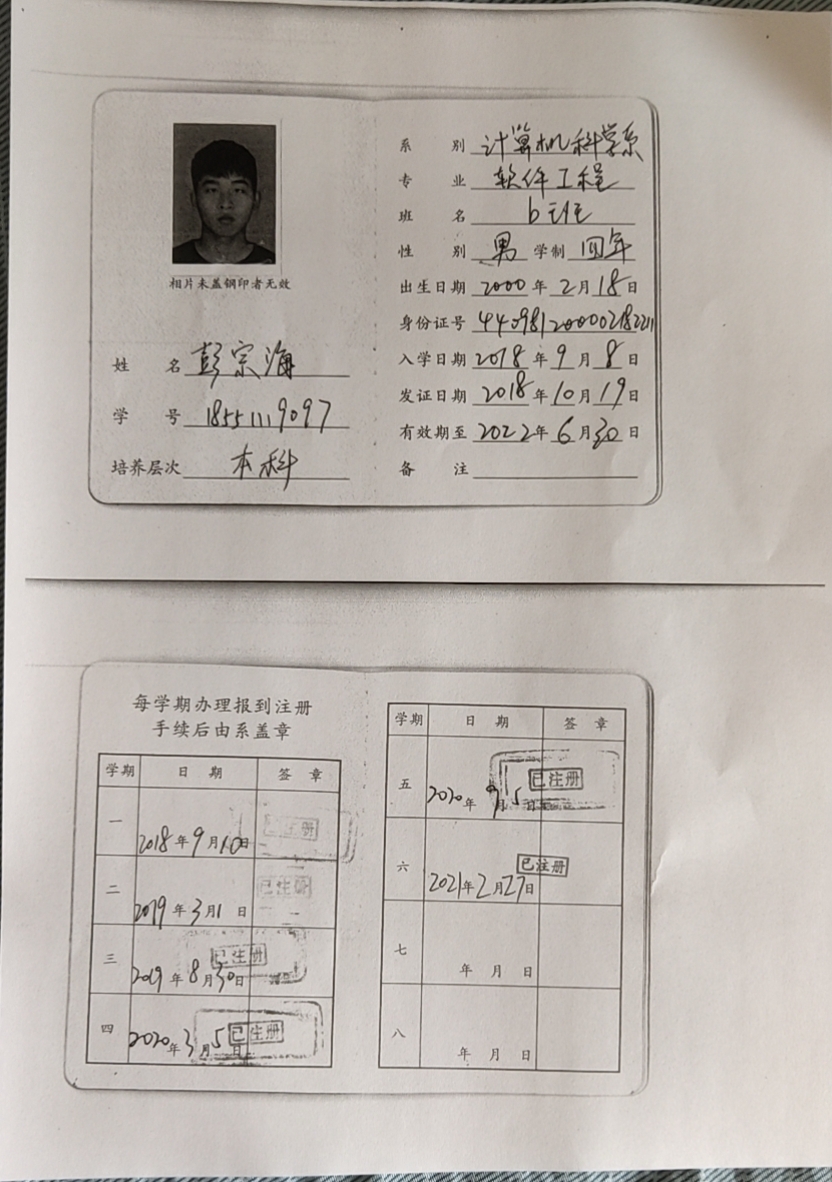 相片未盖钢印者无效
姓 名 彭宗海
学 号 18551119097
培养层次 本科
系 别 计算机科学系
专 业 软件工程
班 名
性 别 男 学制 四年
出生日期 2000 年 2 月 18 日
身份证号
入学日期 2018 年 9 月 8 日
发证日期 2018 年 10 月 19 日
有效期至 2022 年 6 月 30 日
备 注
每学期办理报到注册
手续后由系盖章
学期 日 期 签 章
一 2018 年 9 月 10 日 已注册
二 2019 年 3 月 1 日 已注册
三 2019 年 8 月 30 日 已注册
四 2020 年 3 月 5 日 已注册
学期 日 期 签 章
五 2020 年 月 5 日 已注册
六 2021 年 2 月 27 日 已注册
七 年 月 日
八 年 月 日